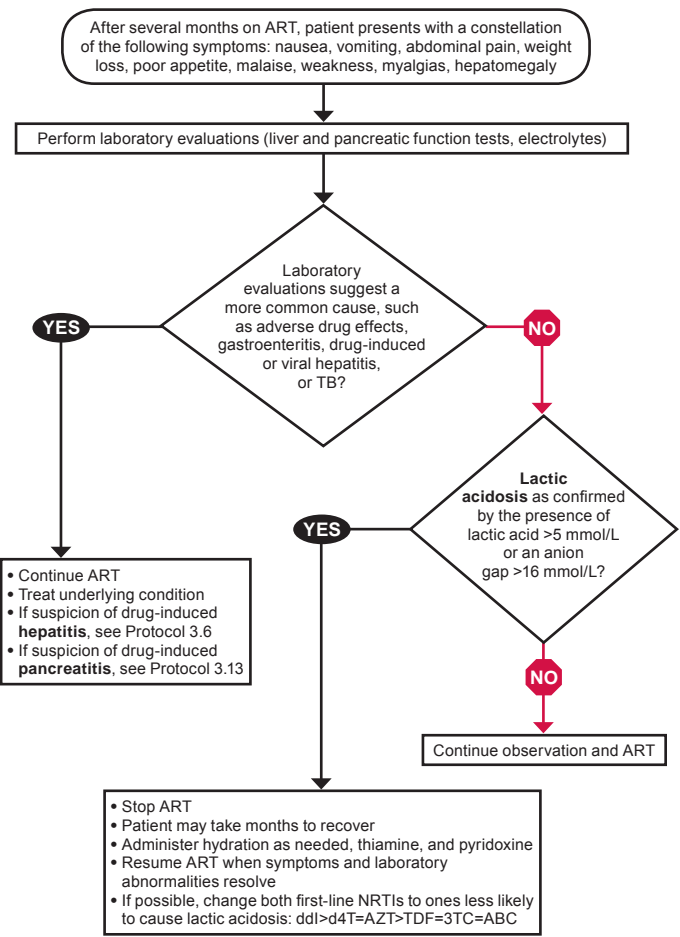 After several months on ART, patient presents with a constellation
of the following symptoms: nausea, vomiting, abdominal pain, weight
loss, poor appetite, malaise, weakness, myalgias, hepatomegaly
Perform laboratory evaluations (liver and pancreatic function tests, electrolytes)
Laboratory
evaluations suggest a
more common cause, such
as adverse drug effects,
gastroenteritis, drug-induced
or viral hepatitis,
or TB?
YES
NO
Lactic
acidosis as confirmed
by the presence of
lactic acid >5 mmol/L
or an anion
gap >16 mmol/L?
YES
• Continue ART
• Treat underlying condition
• If suspicion of drug-induced
hepatitis, see Protocol 3.6
• If suspicion of drug-induced
pancreatitis, see Protocol 3.13
NO
Continue observation and ART
• Stop ART
• Patient may take months to recover
• Administer hydration as needed, thiamine, and pyridoxine
• Resume ART when symptoms and laboratory
abnormalities resolve
• If possible, change both first-line NRTIs to ones less likely
to cause lactic acidosis: ddI>d4T=AZT>TDF=3TC=ABC